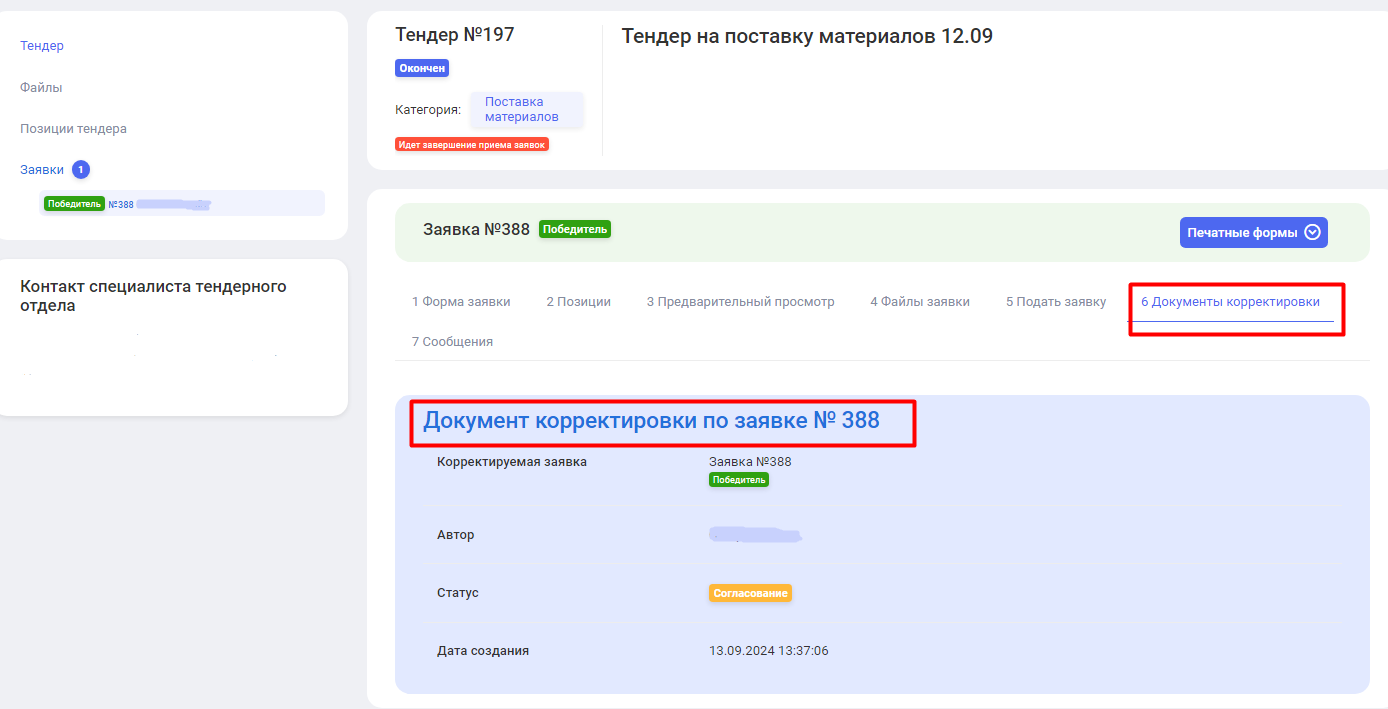 Тендер
Файлы
Позиции тендера
Заявки 1
Победитель №388
Контакт специалиста тендерного
отдела
Тендер №197
Окончен
Категория: Поставка
материалов
Идет завершение приема заявок
Тендер на поставку материалов 12.09
Заявка №388 Победитель
Печатные формы
1 Форма заявки 2 Позиции 3 Предварительный просмотр 4 Файлы заявки 5 Подать заявку 6 Документы корректировки
7 Сообщения
Документ корректировки по заявке № 388
Корректируемая заявка Заявка №388
Победитель
Автор
Статус Согласование
Дата создания 13.09.2024 13:37:06